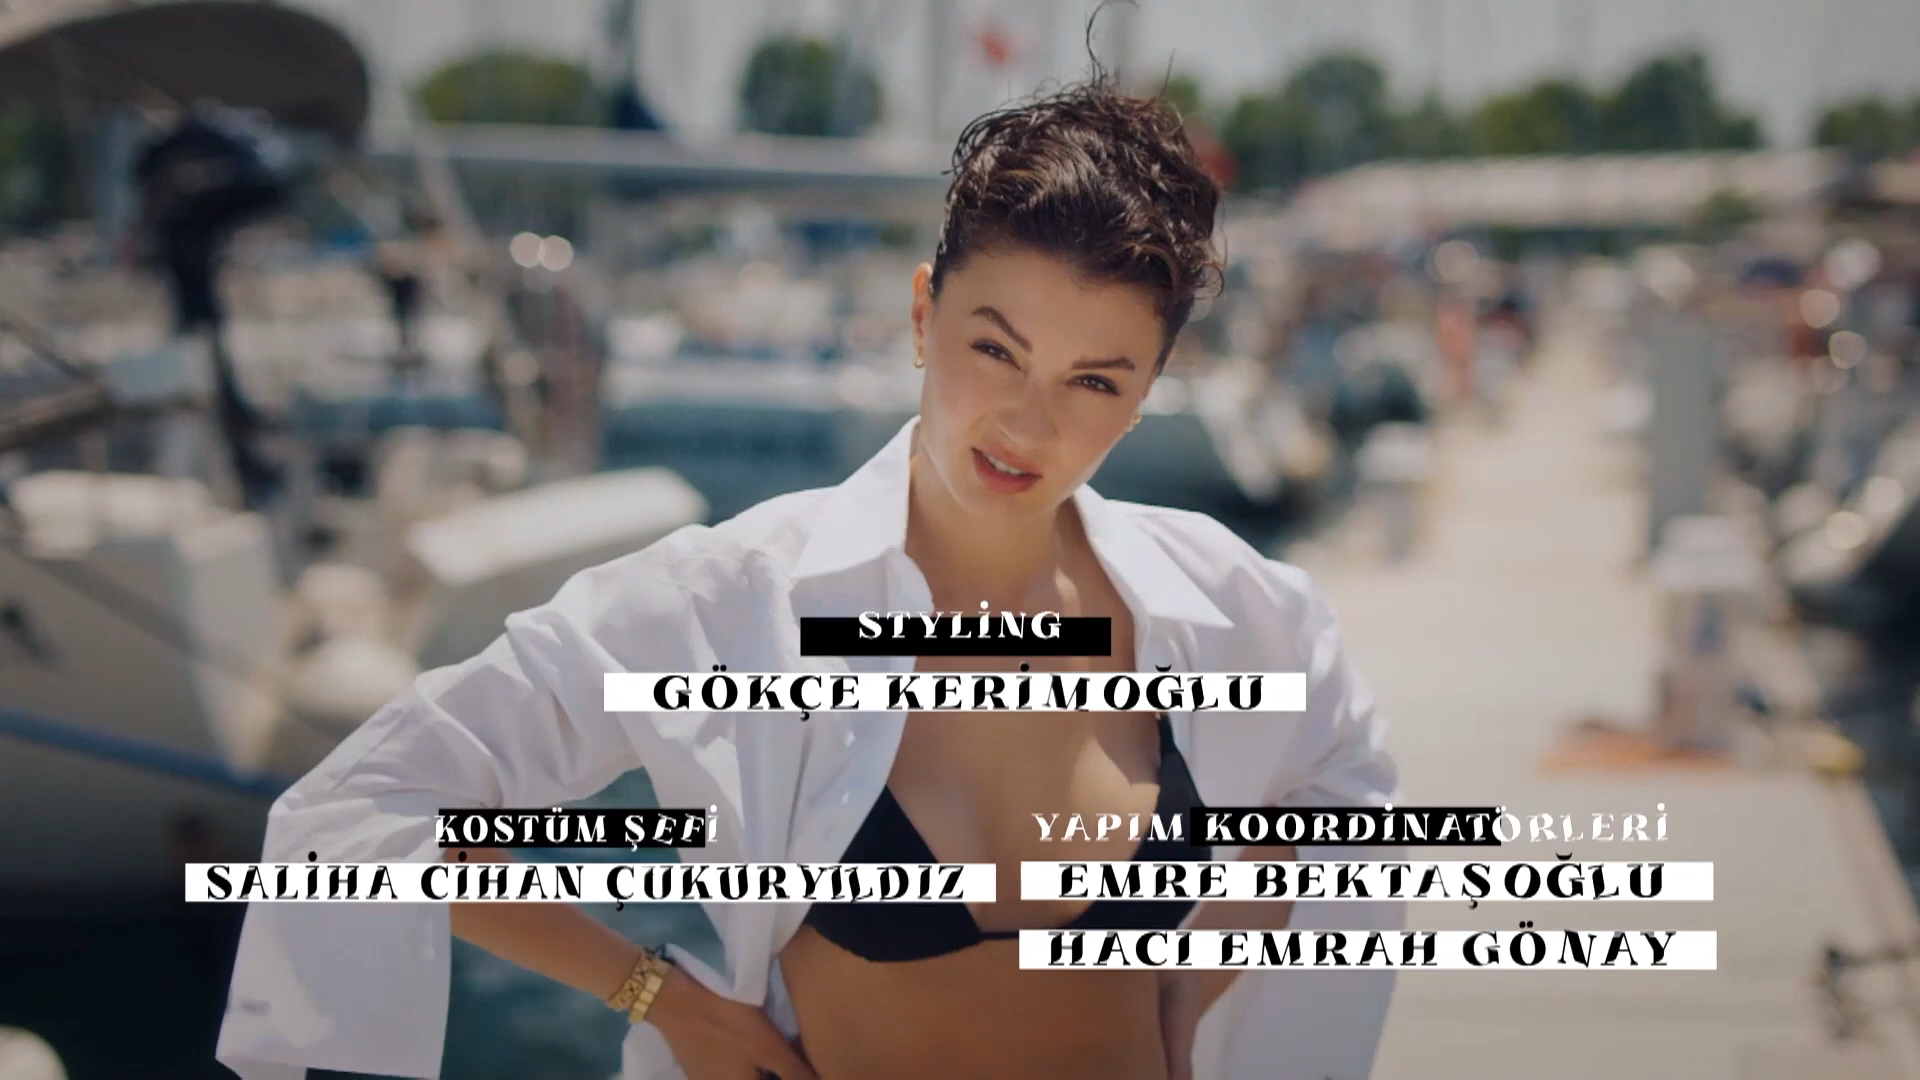 STYLİNG
GÖKÇE KERİMOĞLU
KOSTÜM ŞEFİ
SALİHA CİHAN ÇUKURYILDIZ
YAPIM KOORDİNATÖRLERİ
EMRE BEKTAŞOĞLU
HACI EMRAH GÖNAY